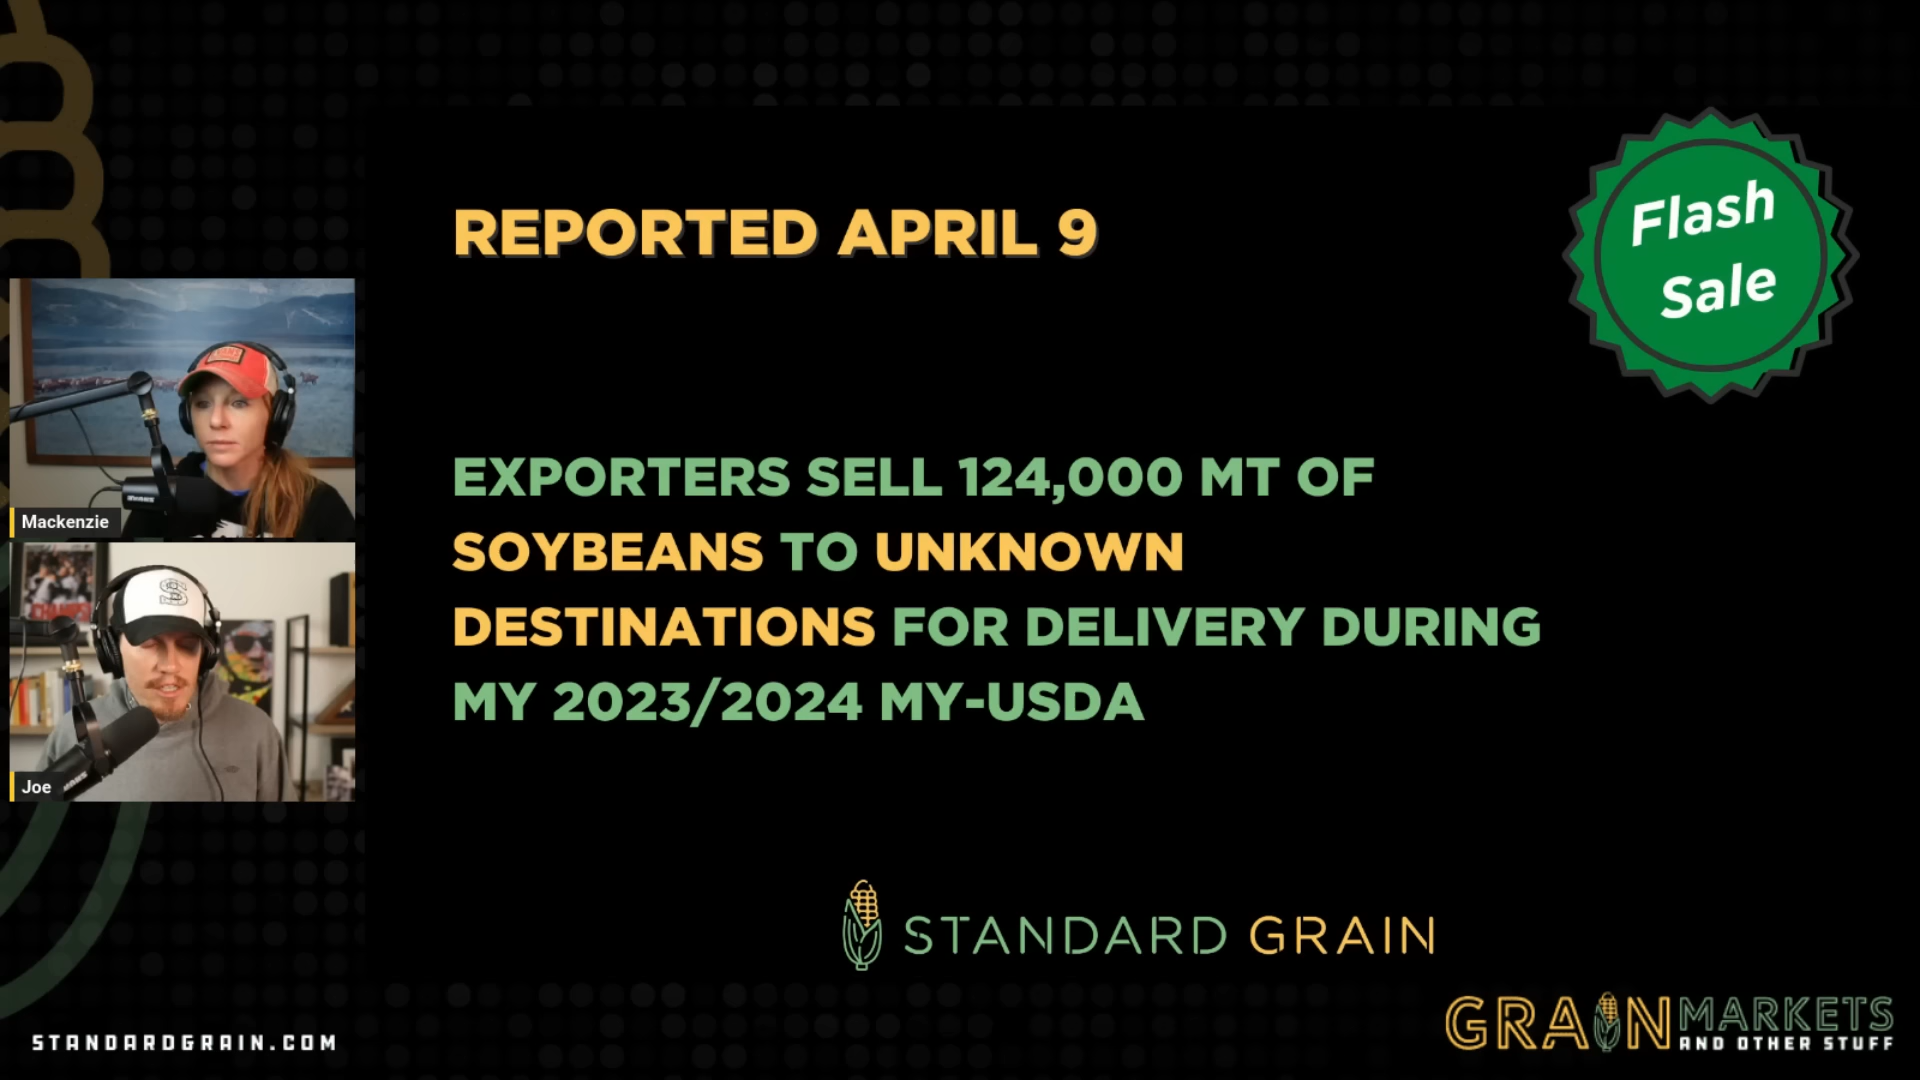 REPORTED APRIL 9
Flash
Sale
EXPORTERS SELL 124,000 MT OF
SOYBEANS TO UNKNOWN
DESTINATIONS FOR DELIVERY DURING
MY 2023/2024 MY-USDA
Mackenzie
Joe
STANDARD GRAIN
STANDARDGRAIN.COM
GRAIN MARKETS
AND OTHER STUFF